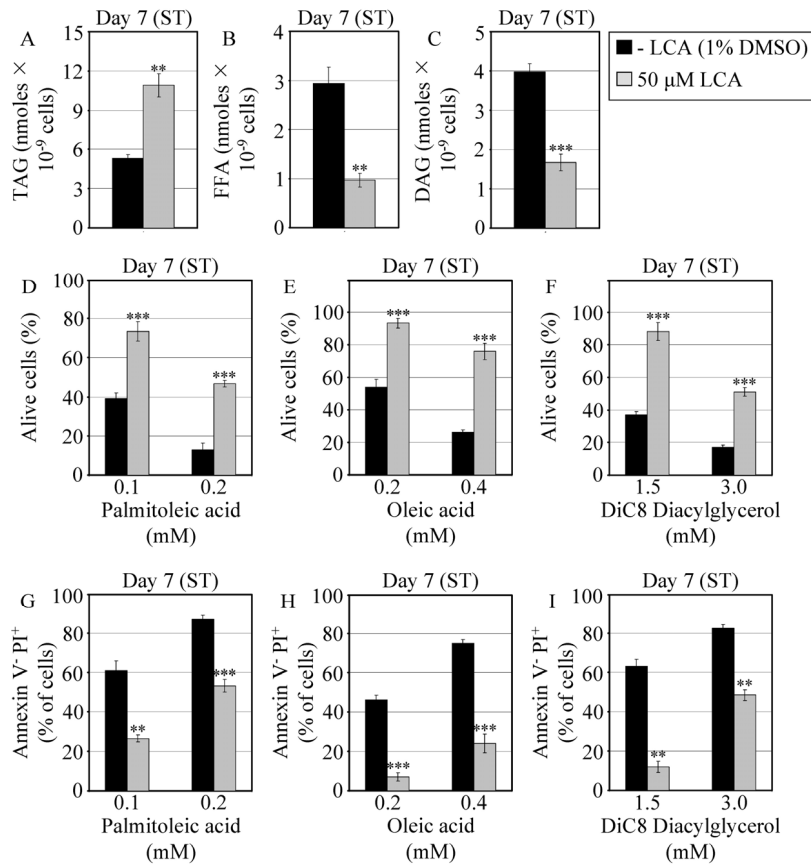 A
Day 7 (ST)
TAG (nmoles ×
10-9 cells)
15
12
9
6
3
0
**
B
Day 7 (ST)
FFA (nmoles ×
10-9 cells)
4
3
2
1
0
**
C
Day 7 (ST)
DAG (nmoles ×
10-9 cells)
5
4
3
2
1
0
***
- LCA (1% DMSO)
50 μM LCA
D
Day 7 (ST)
Alive cells (%)
100
80
60
40
20
0
***
***
0.1 0.2
Palmitoleic acid
(mM)
E
Day 7 (ST)
Alive cells (%)
100
80
60
40
20
0
***
***
0.2 0.4
Oleic acid
(mM)
F
Day 7 (ST)
Alive cells (%)
100
80
60
40
20
0
***
***
1.5 3.0
DiC8 Diacylglycerol
(mM)
G
Day 7 (ST)
Annexin V- PI+
(% of cells)
100
80
60
40
20
0
**
***
0.1 0.2
Palmitoleic acid
(mM)
H
Day 7 (ST)
Annexin V- PI+
(% of cells)
100
80
60
40
20
0
***
***
0.2 0.4
Oleic acid
(mM)
I
Day 7 (ST)
Annexin V- PI+
(% of cells)
100
80
60
40
20
0
**
**
1.5 3.0
DiC8 Diacylglycerol
(mM)